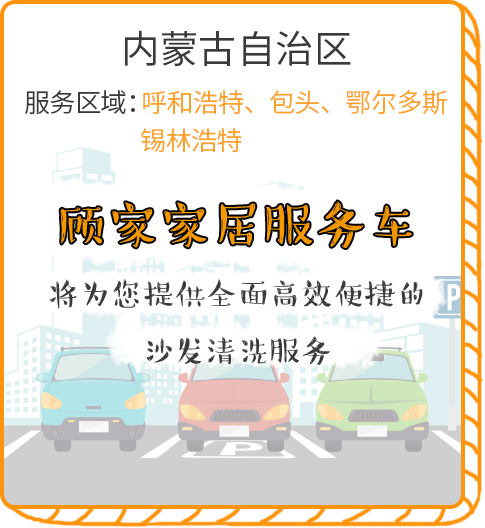 内蒙古自治区
服务区域：呼和浩特、包头、鄂尔多斯
锡林浩特
顾家家居服务车
将为您提供全面高效便捷的
沙发清洗服务
P
P